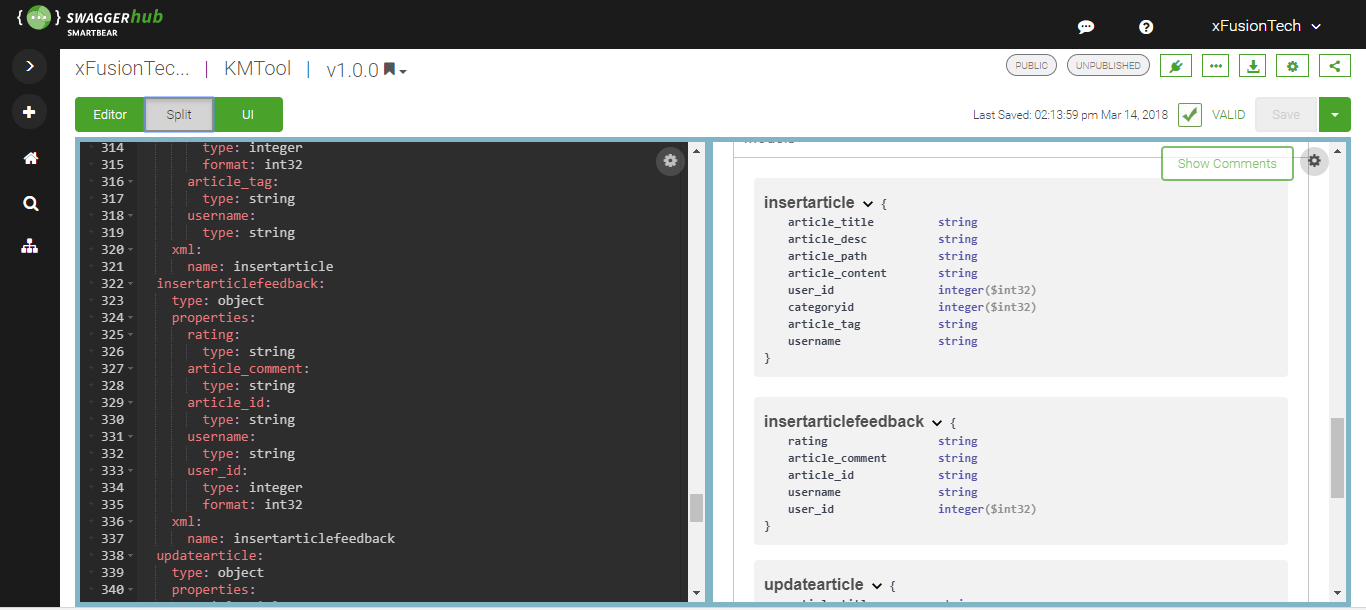 { } SWAGGERhub
SMARTBEAR
xFusionTech
xFusionTec... | KMTool | v1.0.0
PUBLIC
UNPUBLISHED
Editor
Split
UI
Last Saved: 02:13:59 pm Mar 14, 2018
VALID
Save
314 type: integer
315 format: int32
316 article_tag:
317 type: string
318 username:
319 type: string
320 xml:
321 name: insertarticle
322 insertarticlefeedback:
323 type: object
324 properties:
325 rating:
326 type: string
327 article_comment:
328 type: string
329 article_id:
330 type: string
331 username:
332 type: string
333 user_id:
334 type: integer
335 format: int32
336 xml:
337 name: insertarticlefeedback
338 updatearticle:
339 type: object
340 properties:
Show Comments
insertarticle {
article_title string
article_desc string
article_path string
article_content string
user_id integer($int32)
categoryid integer($int32)
article_tag string
username string
}
insertarticlefeedback {
rating string
article_comment string
article_id string
username string
user_id integer($int32)
}
updatearticle {